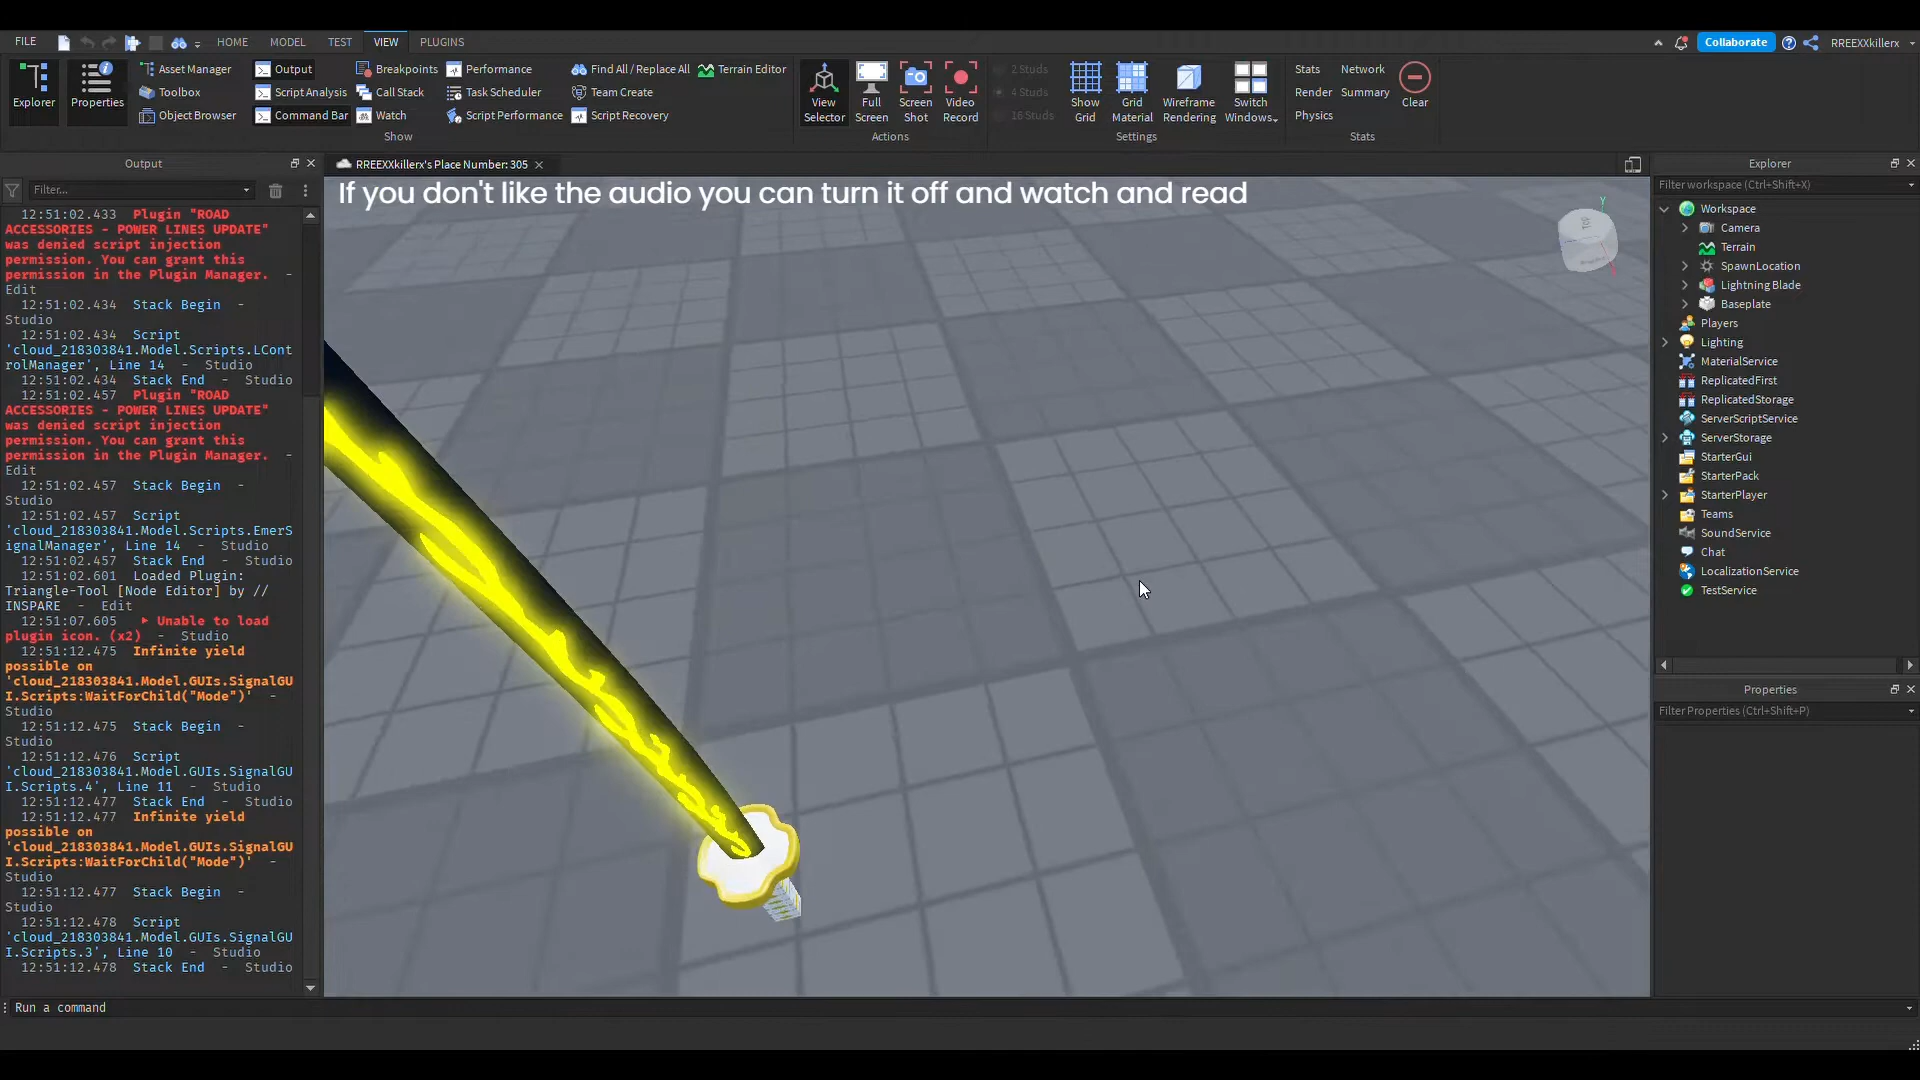 FILE
HOME
MODEL
TEST
VIEW
PLUGINS
Collaborate
RREEXXkillerx
Explorer
Properties
Asset Manager
Toolbox
Object Browser
Output
Script Analysis
Command Bar
Breakpoints
Call Stack
Watch
Performance
Task Scheduler
Script Performance
Find All / Replace All
Team Create
Script Recovery
Terrain Editor
Show
View
Selector
Full
Screen
Screen
Shot
Video
Record
Actions
2 Studs
4 Studs
16 Studs
Show
Grid
Grid
Material
Wireframe
Rendering
Switch
Windows
Settings
Stats
Render
Physics
Network
Summary
Clear
Stats
Output
Filter...
12:51:02.433 Plugin "ROAD
ACCESSORIES - POWER LINES UPDATE"
was denied script injection
permission. You can grant this
permission in the Plugin Manager. -
Edit
12:51:02.434 Stack Begin -
Studio
12:51:02.434 Script
'cloud_218303841.Model.Scripts.LCont
rolManager', Line 14 - Studio
12:51:02.434 Stack End - Studio
12:51:02.457 Plugin "ROAD
ACCESSORIES - POWER LINES UPDATE"
was denied script injection
permission. You can grant this
permission in the Plugin Manager. -
Edit
12:51:02.457 Stack Begin -
Studio
12:51:02.457 Script
'cloud_218303841.Model.Scripts.EmerS
ignalManager', Line 14 - Studio
12:51:02.457 Stack End - Studio
12:51:02.601 Loaded Plugin:
Triangle-Tool [Node Editor] by //
INSPARE - Edit
12:51:07.605 Unable to load
plugin icon. (x2) - Studio
12:51:12.475 Infinite yield
possible on
'cloud_218303841.Model.GUIs.SignalGU
I.Scripts:WaitForChild("Mode")' -
Studio
12:51:12.475 Stack Begin -
Studio
12:51:12.476 Script
'cloud_218303841.Model.GUIs.SignalGU
I.Scripts.4', Line 11 - Studio
12:51:12.477 Stack End - Studio
12:51:12.477 Infinite yield
possible on
'cloud_218303841.Model.GUIs.SignalGU
I.Scripts:WaitForChild("Mode")' -
Studio
12:51:12.477 Stack Begin -
Studio
12:51:12.478 Script
'cloud_218303841.Model.GUIs.SignalGU
I.Scripts.3', Line 10 - Studio
12:51:12.478 Stack End - Studio
RREEXXkillerx's Place Number: 305
If you don't like the audio you can turn it off and watch and read
Y
Explorer
Filter workspace (Ctrl+Shift+X)
Workspace
Camera
Terrain
SpawnLocation
Lightning Blade
Baseplate
Players
Lighting
MaterialService
ReplicatedFirst
ReplicatedStorage
ServerScriptService
ServerStorage
StarterGui
StarterPack
StarterPlayer
Teams
SoundService
Chat
LocalizationService
TestService
Properties
Filter Properties (Ctrl+Shift+P)
Run a command